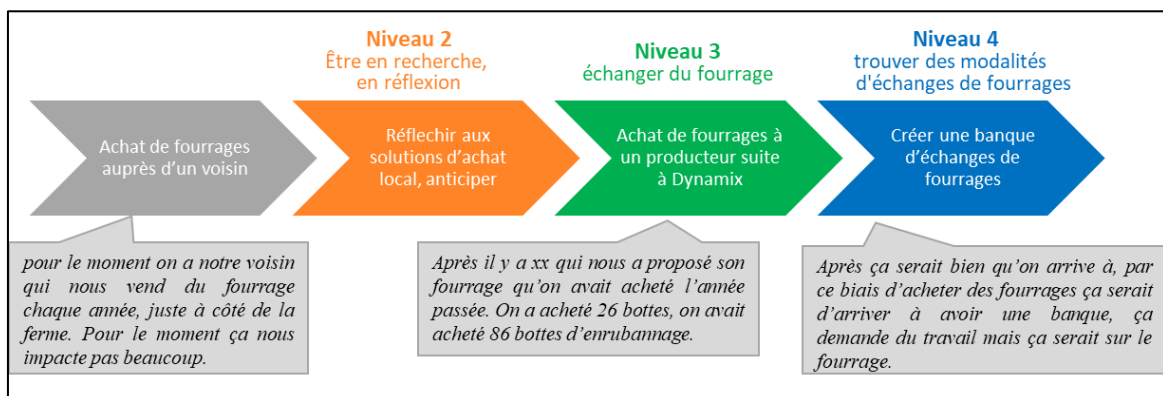 Niveau 2
Être en recherche,
en réflexion
Niveau 3
échanger du fourrage
Niveau 4
trouver des modalités
d'échanges de fourrages
Achat de fourrages
auprès d'un voisin
Réflechir aux
solutions d'achat
local, anticiper
Achat de fourrages à
un producteur suite
à Dynamix
Créer une banque
d'échanges de
fourrages
pour le moment on a notre voisin
qui nous vend du fourrage
chaque année, juste à côté de la
ferme. Pour le moment ça nous
impacte pas beaucoup.
Après il y a xx qui nous a proposé son
fourrage qu'on avait acheté l'année
passée. On a acheté 26 bottes, on avait
acheté 86 bottes d'enrubannage.
Après ça serait bien qu'on arrive à, par
ce biais d'acheter des fourrages ça serait
d'arriver à avoir une banque, ça
demande du travail mais ça serait sur le
fourrage.